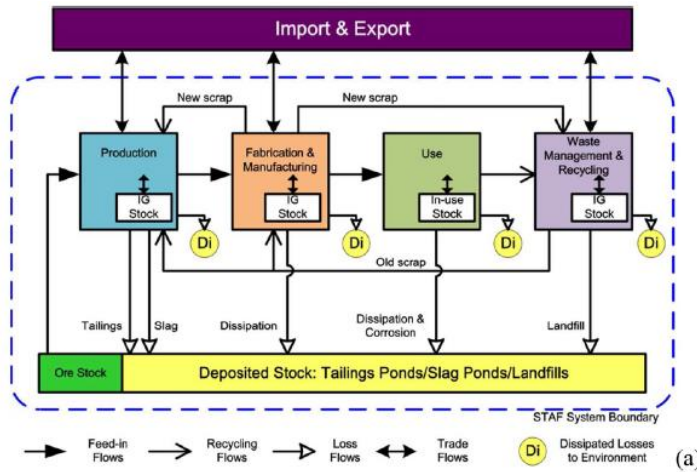 Import & Export
New scrap
New scrap
Production
Fabrication &
Manufacturing
Use
Waste
Management &
Recycling
IG
Stock
IG
Stock
In-use
Stock
IG
Stock
Di
Di
Di
Di
Old scrap
Tailings
Slag
Dissipation
Dissipation &
Corrosion
Landfill
Ore Stock
Deposited Stock: Tailings Ponds/Slag Ponds/Landfills
STAF System Boundary
Feed-in
Flows
Recycling
Flows
Loss
Flows
Trade
Flows
Di
Dissipated Losses
to Environment
(a